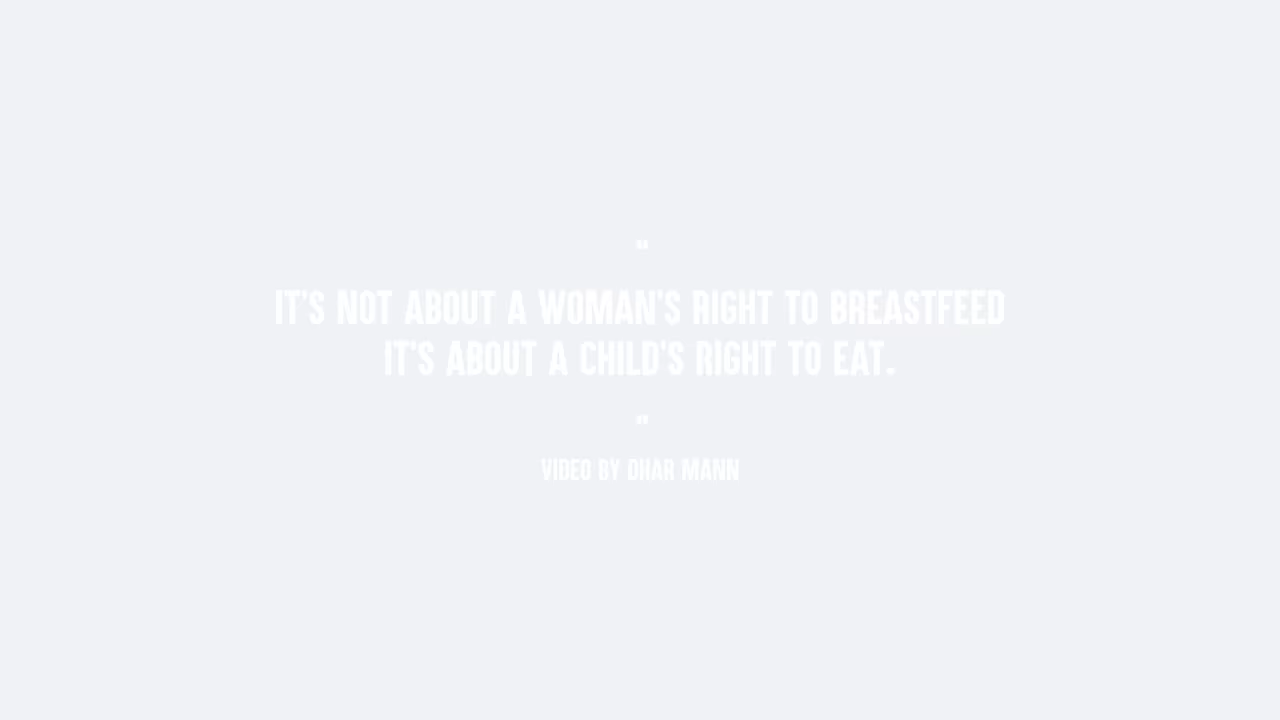 "
IT'S NOT ABOUT A WOMAN'S RIGHT TO BREASTFEED
IT'S ABOUT A CHILD'S RIGHT TO EAT.
"
VIDEO BY DHAR MANN